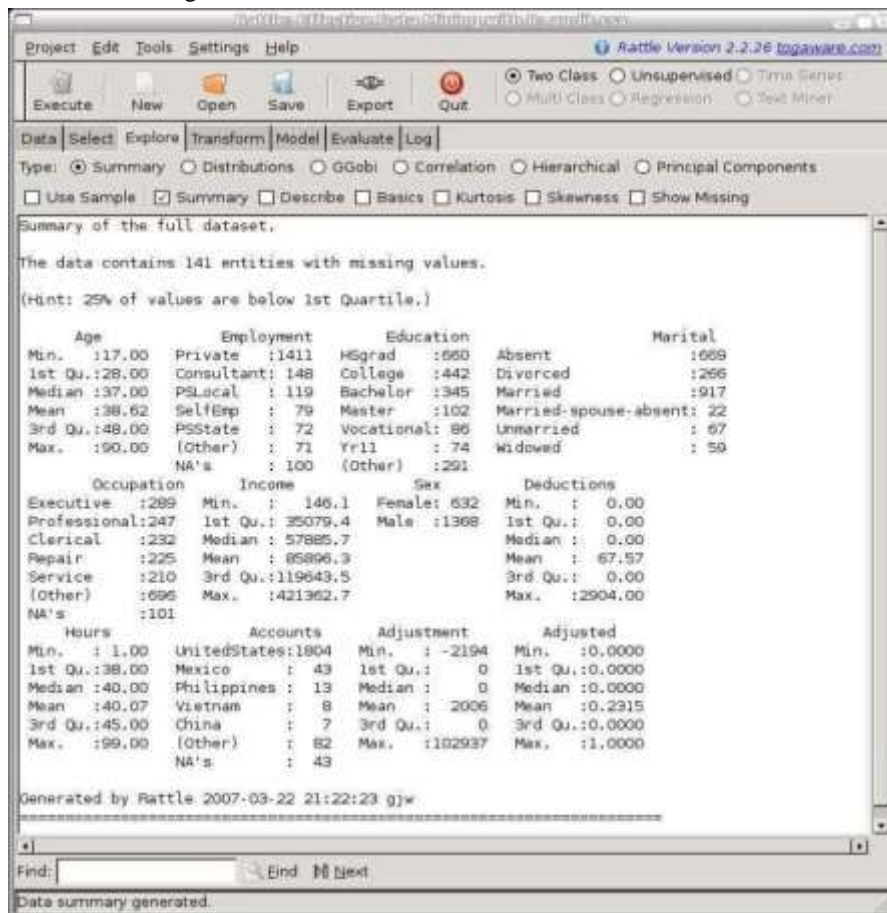 Project Edit Tools Settings Help Rattle Version 2.2.26 togaware.com
Execute New Open Save Export Quit
Two Class Unsupervised Time Series
Multi Class Regression Text Miner
Data Select Explore Transform Model Evaluate Log
Type: Summary Distributions GGobi Correlation Hierarchical Principal Components
Use Sample Summary Describe Basics Kurtosis Skewness Show Missing
Summary of the full dataset.
The data contains 141 entities with missing values.
(Hint: 25% of values are below 1st Quartile.)
Age Employment Education Marital
Min. :17.00 Private :1411 HSgrad :660 Absent :669
1st Qu.:28.00 Consultant: 148 College :442 Divorced :266
Median :37.00 PSLocal : 119 Bachelor :345 Married :917
Mean :38.62 SelfEmp : 79 Master :102 Married-spouse-absent: 22
3rd Qu.:48.00 PSState : 72 Vocational: 86 Unmarried : 67
Max. :90.00 (Other) : 71 Yr11 : 74 Widowed : 59
NA's : 100 (Other) :291
Occupation Income Sex Deductions
Executive :289 Min. : 146.1 Female: 632 Min. : 0.00
Professional:247 1st Qu.: 35079.4 Male :1368 1st Qu.: 0.00
Clerical :232 Median : 57885.7 Median : 0.00
Repair :225 Mean : 85896.3 Mean : 67.57
Service :210 3rd Qu.:119643.5 3rd Qu.: 0.00
(Other) :696 Max. :421362.7 Max. :2904.00
NA's :101
Hours Accounts Adjustment Adjusted
Min. : 1.00 UnitedStates:1804 Min. : -2194 Min. :0.0000
1st Qu.:38.00 Mexico : 43 1st Qu.: 0 1st Qu.:0.0000
Median :40.00 Philippines : 13 Median : 0 Median :0.0000
Mean :40.07 Vietnam : 8 Mean : 2006 Mean :0.2315
3rd Qu.:45.00 China : 7 3rd Qu.: 0 3rd Qu.:0.0000
Max. :99.00 (Other) : 82 Max. :102937 Max. :1.0000
NA's : 43
Generated by Rattle 2007-03-22 21:22:23 gjw
Find: Find Next
Data summary generated.